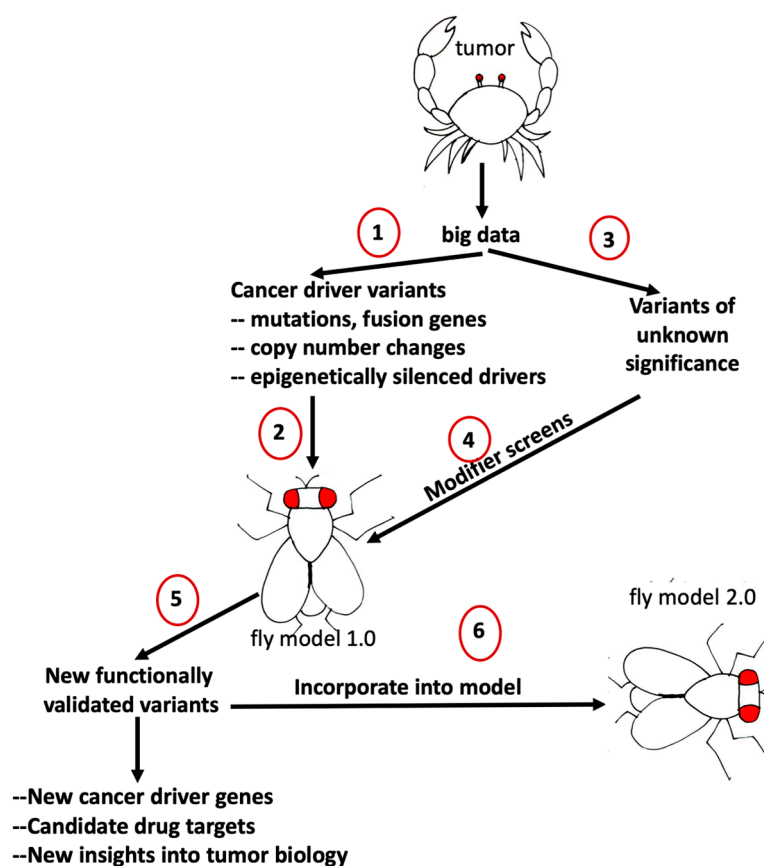 tumor
big data
1
3
Cancer driver variants
-- mutations, fusion genes
-- copy number changes
-- epigenetically silenced drivers
Variants of
unknown
significance
2
4
Modifier screens
5
fly model 1.0
6
fly model 2.0
New functionally
validated variants
Incorporate into model
--New cancer driver genes
--Candidate drug targets
--New insights into tumor biology